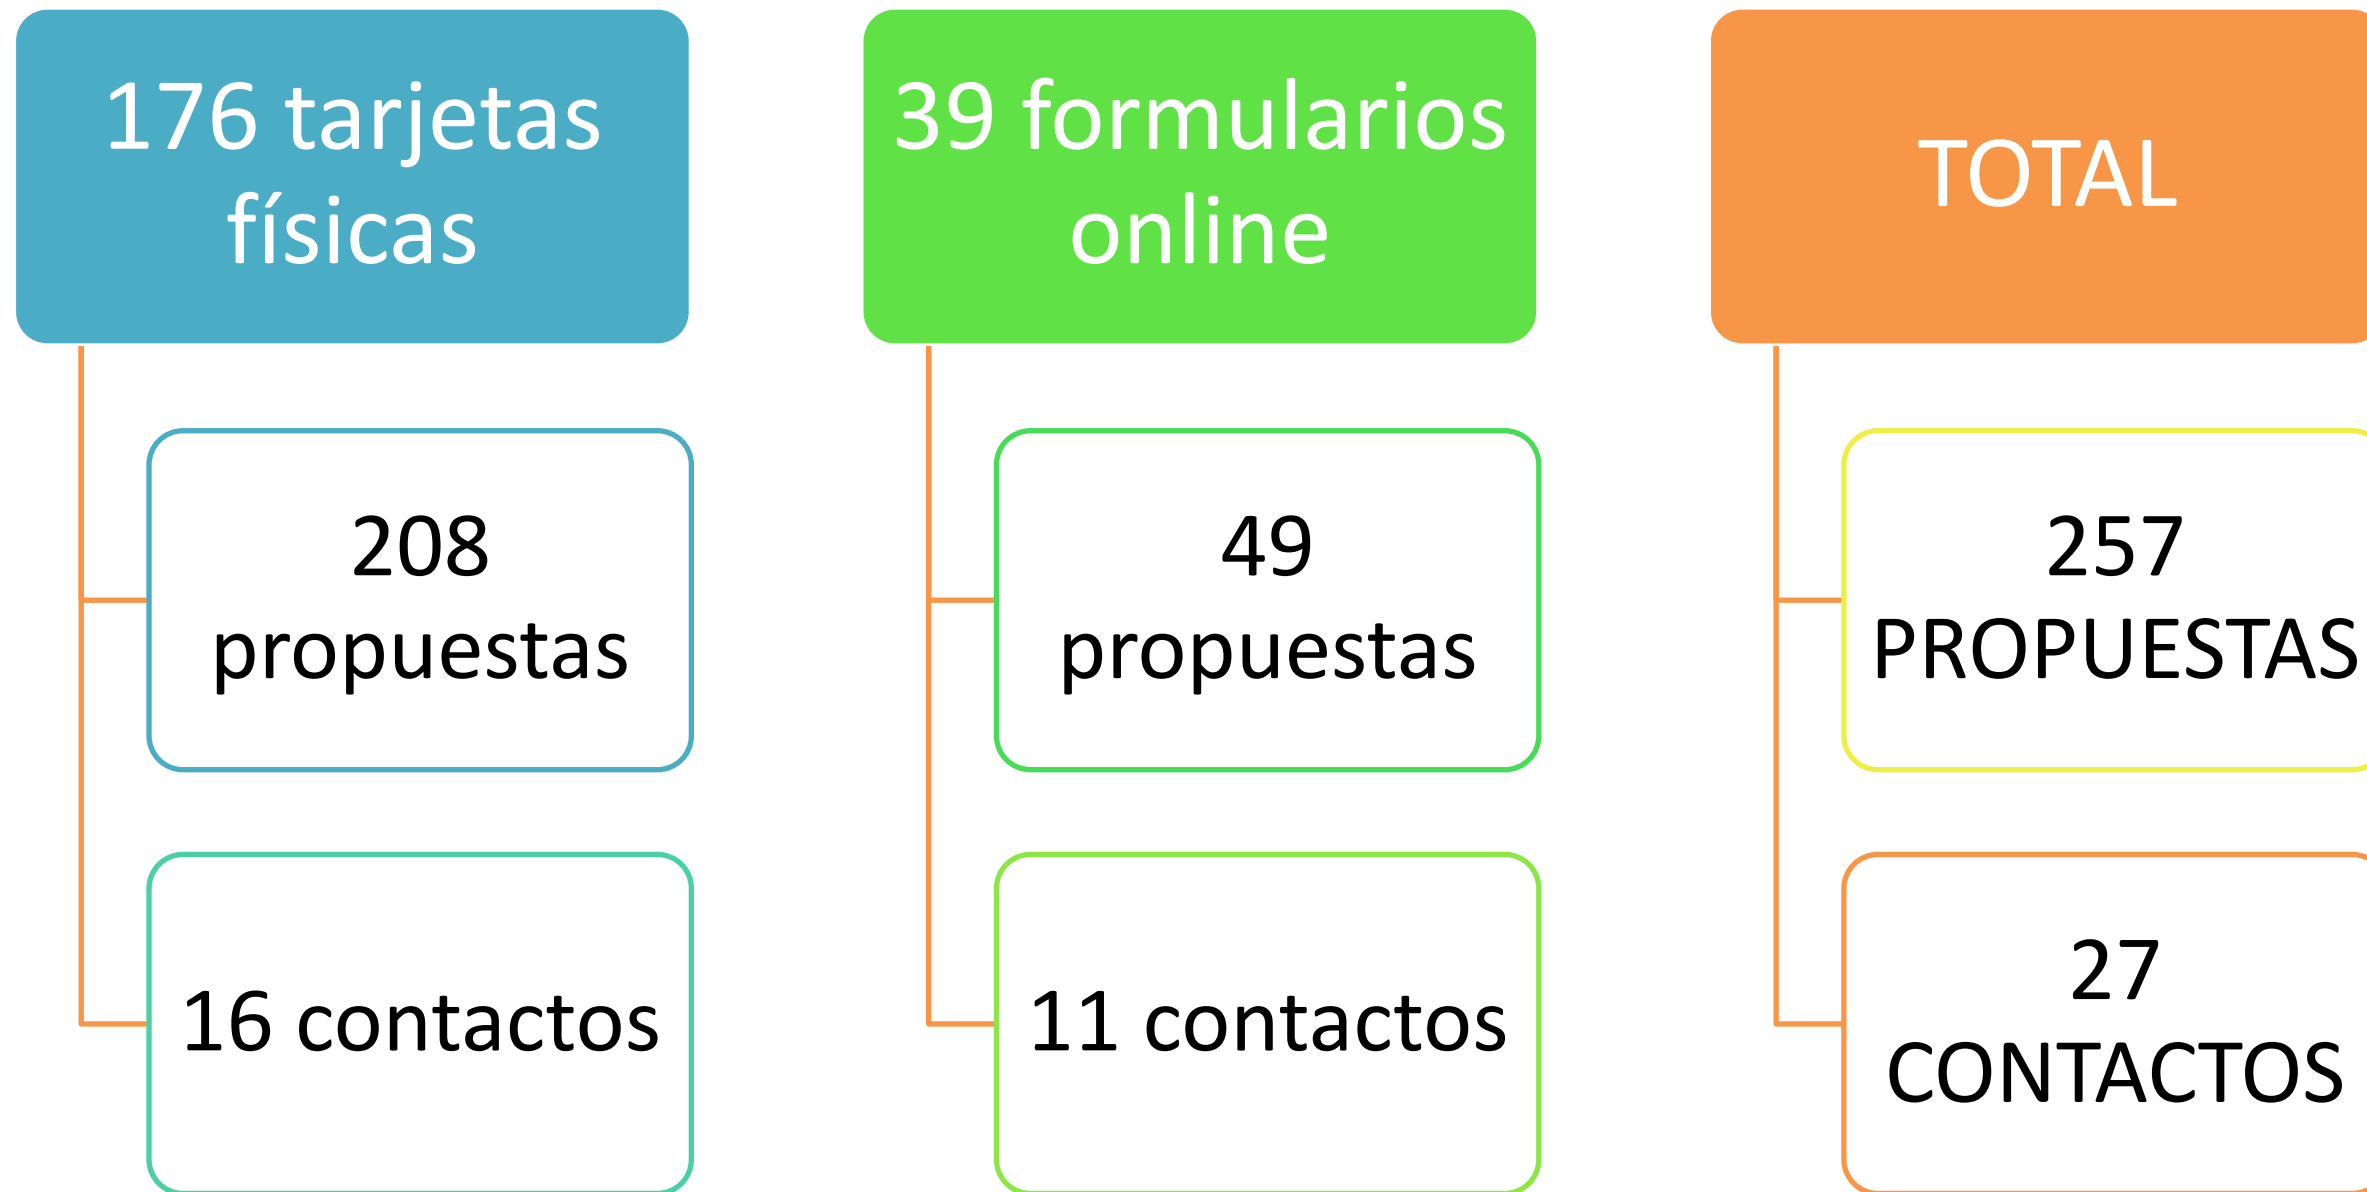 176 tarjetas
físicas
208
propuestas
16 contactos
39 formularios
online
49
propuestas
11 contactos
TOTAL
257
PROPUESTAS
27
CONTACTOS